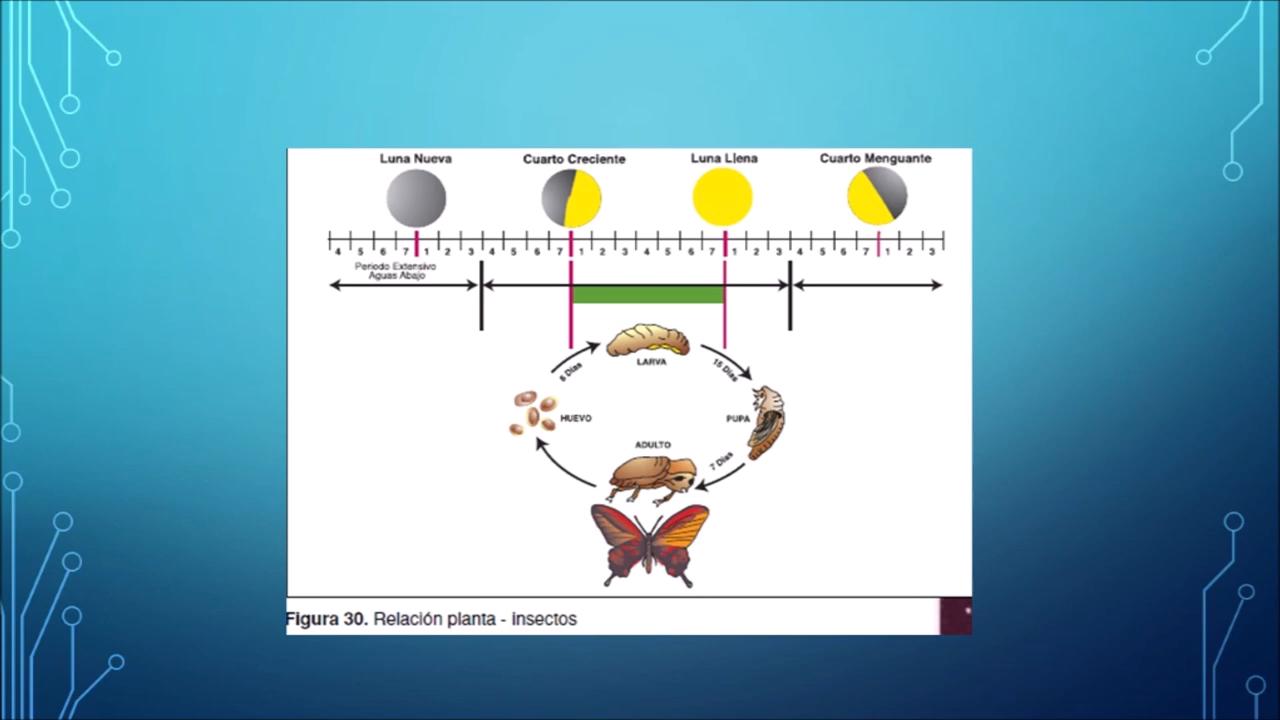 Luna Nueva Cuarto Creciente Luna Llena Cuarto Menguante
4 5 6 7 1 2 3 4 5 6 7 1 2 3 4 5 6 7 1 2 3 4 5 6 7 1 2 3
Periodo Extensivo
Aguas Abajo
LARVA
6 Días
15 Días
HUEVO
PUPA
ADULTO
7 Días
Figura 30. Relación planta - insectos